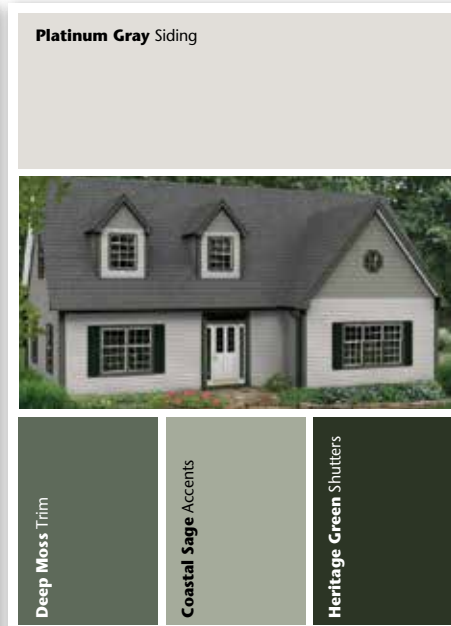 Platinum Gray Siding
Deep Moss Trim
Coastal Sage Accents
Heritage Green Shutters